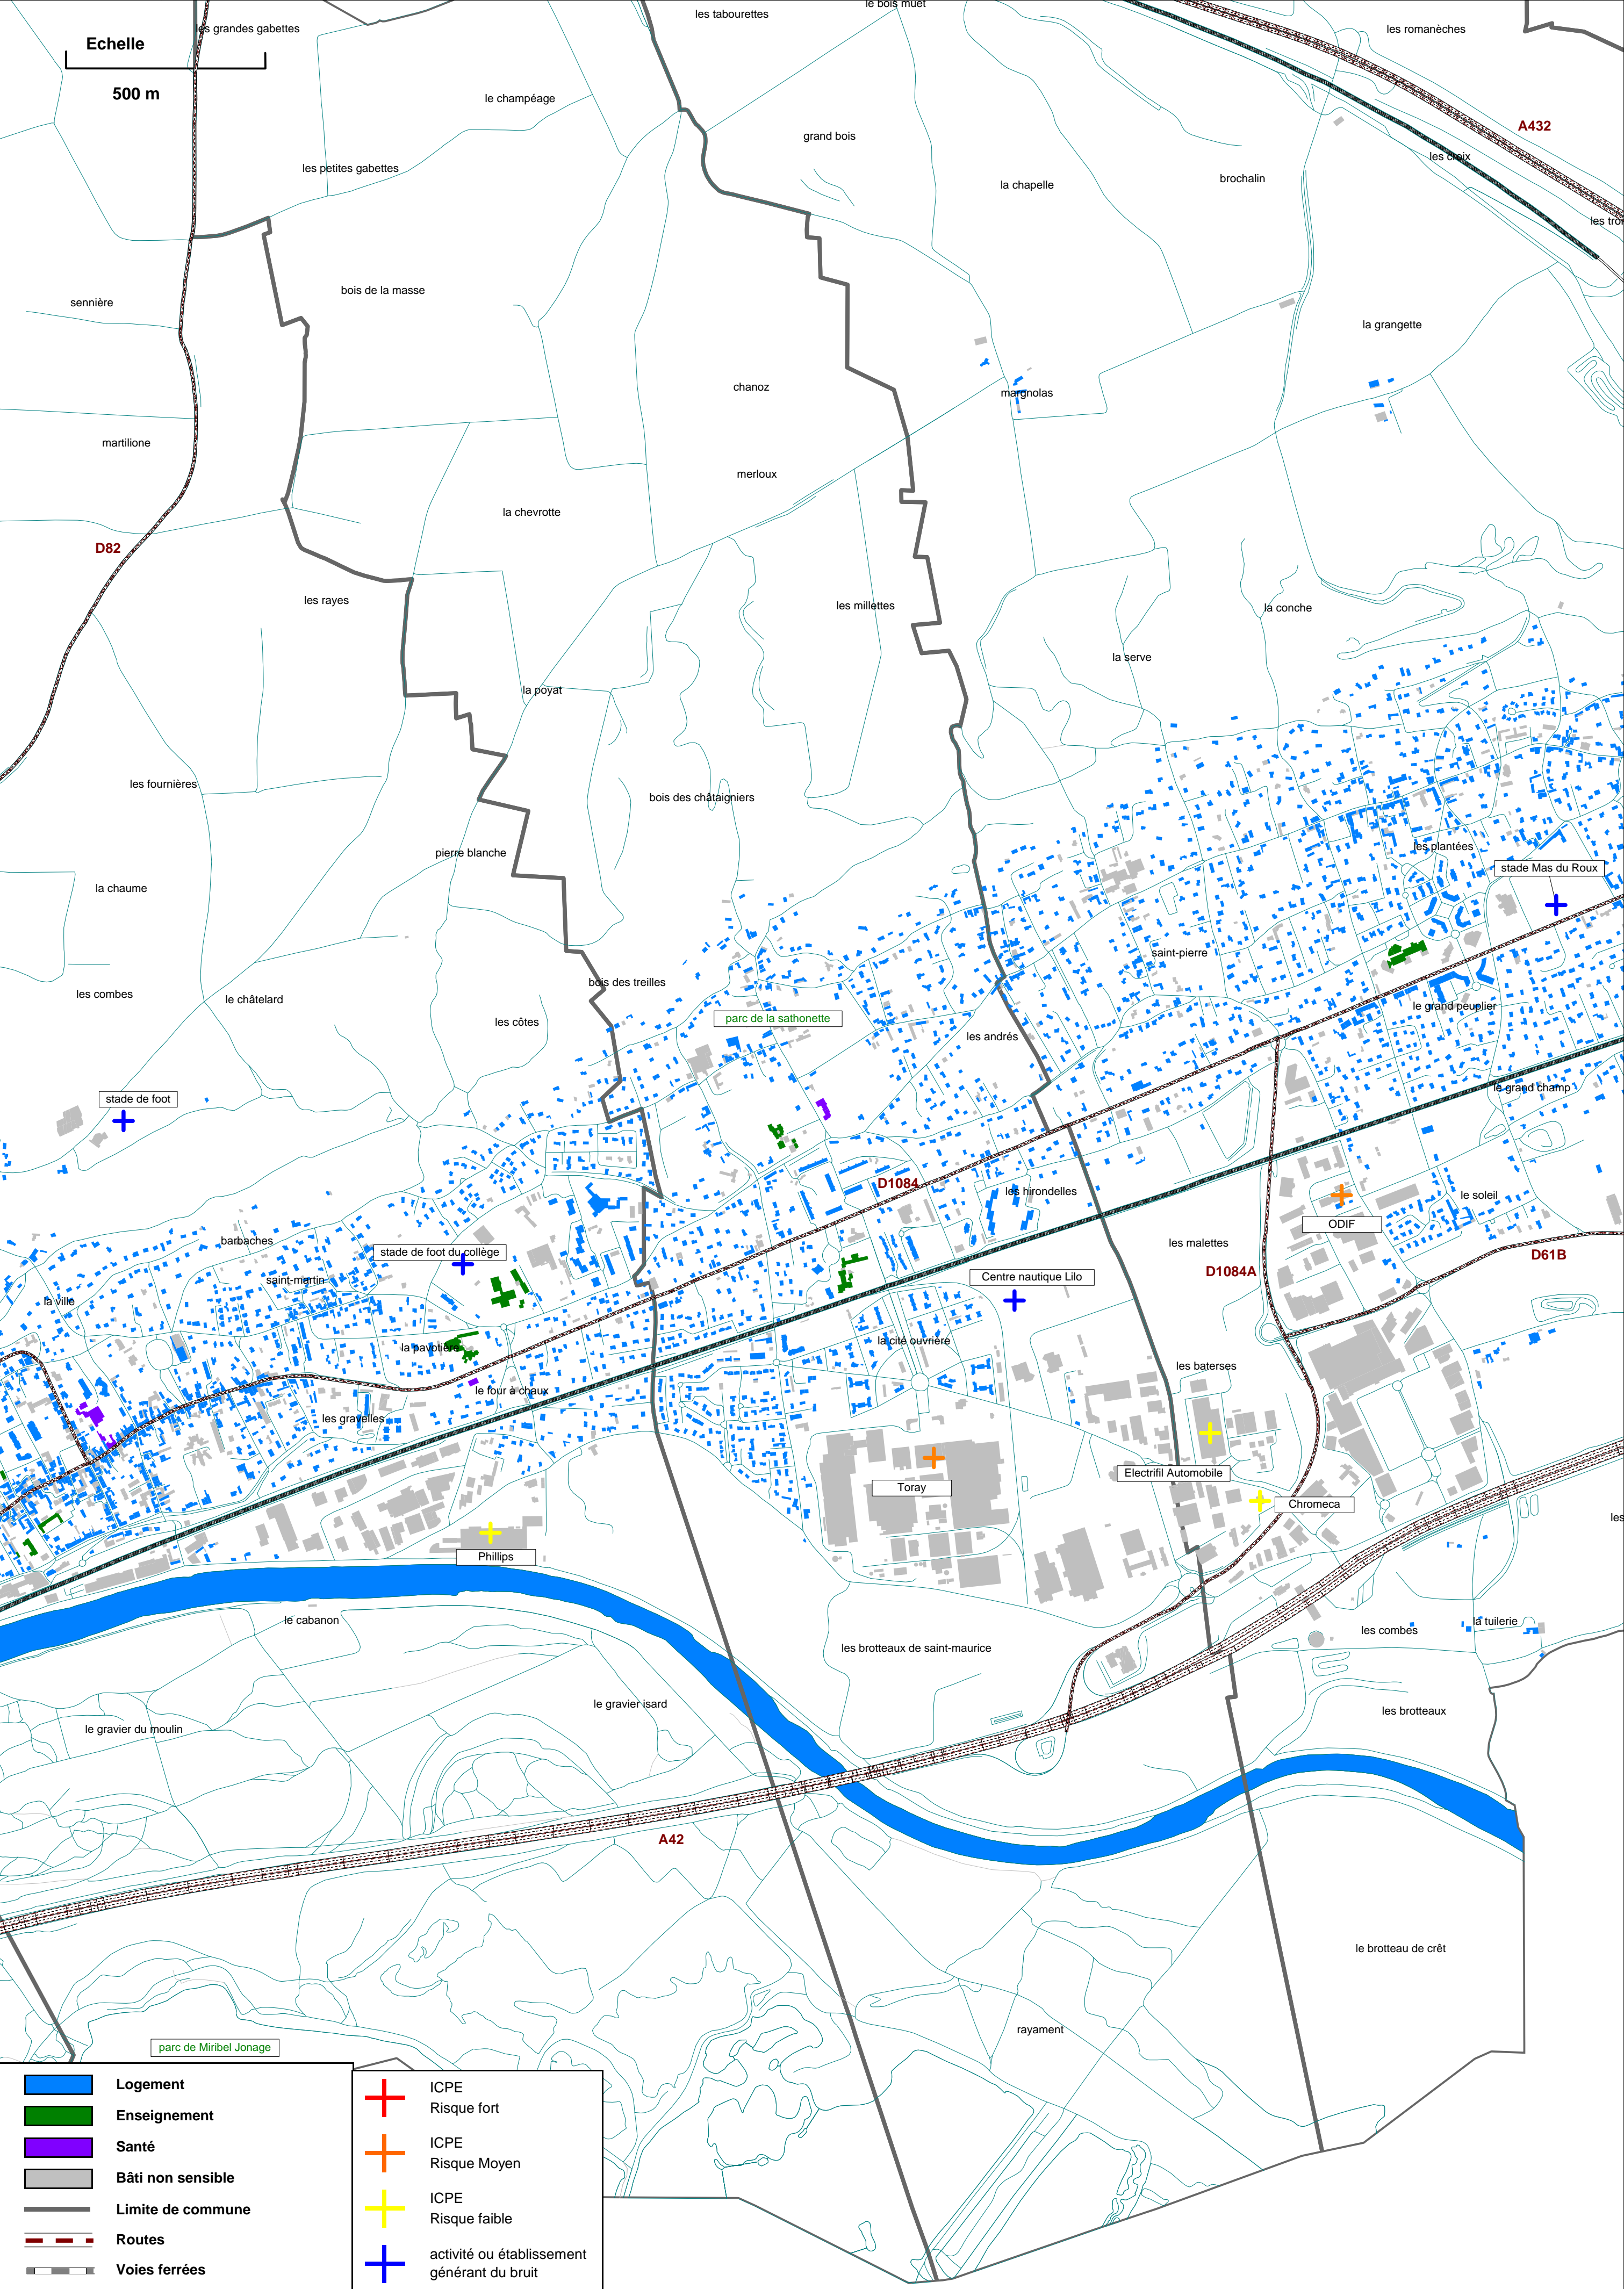 le bois muet
les tabourettes
les grandes gabettes
les romanèches
Echelle
500 m
le champéage
A432
grand bois
les croix
les petites gabettes
brochalin
la chapelle
bois de la masse
sennière
la grangette
chanoz
margnolas
martilione
merloux
la chevrotte
D82
les rayes
les millettes
la conche
la serve
la poyat
les fournières
bois des châtaigniers
les plantées
pierre blanche
stade Mas du Roux
la chaume
saint-pierre
bois des treilles
les combes
le châtelard
le grand peuplier
parc de la sathonette
les côtes
les andrés
le grand champ
stade de foot
D1084
les hirondelles
le soleil
ODIF
barbaches
les malettes
stade de foot du collège
D61B
D1084A
Centre nautique Lilo
saint-martin
la ville
la cité ouvrière
la pavotière
les baterses
le four à chaux
les gravelles
Electrifil Automobile
Toray
Chromeca
les
Phillips
le cabanon
la tuilerie
les combes
les brotteaux de saint-maurice
le gravier isard
les brotteaux
le gravier du moulin
A42
le brotteau de crêt
rayament
parc de Miribel Jonage
Logement
Enseignement
Santé
Bâti non sensible
Limite de commune
Routes
Voies ferrées
ICPE
Risque fort
ICPE
Risque Moyen
ICPE
Risque faible
activité ou établissement
générant du bruit